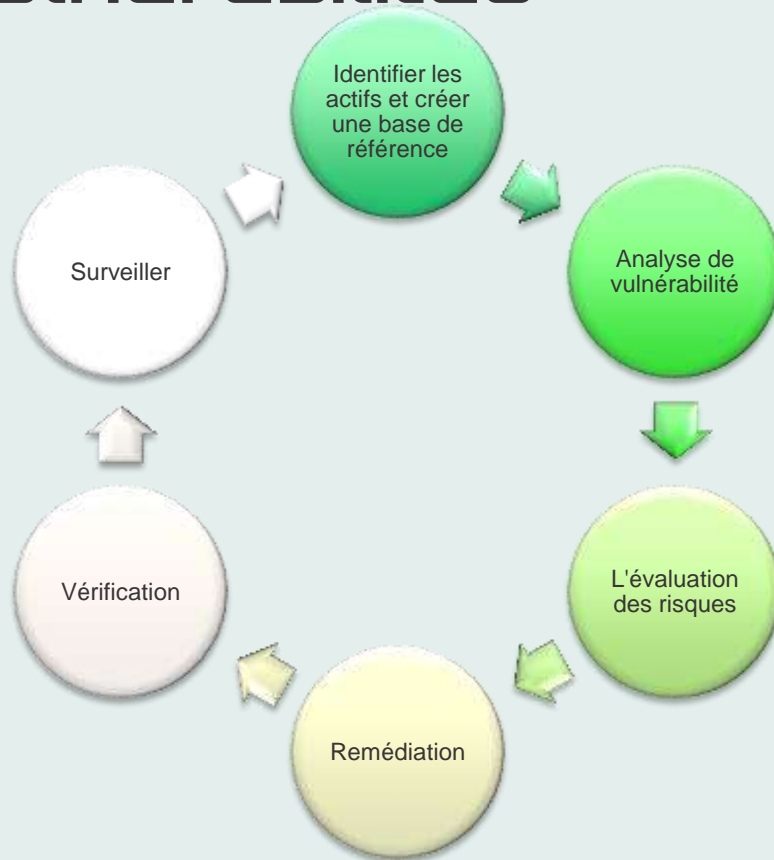 Identifier les
actifs et créer
une base de
référence
Analyse de
vulnérabilité
L'évaluation
des risques
Remédiation
Vérification
Surveiller